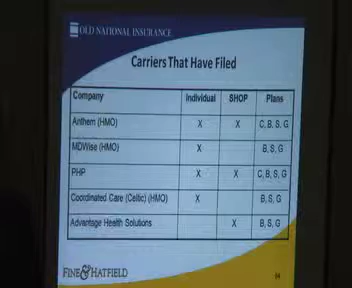 OLD NATIONAL INSURANCE
Carriers That Have Filed
Company Individual SHOP Plans
Anthem (HMO) X X C, B, S, G
MDWise (HMO) X B, S, G
PHP X X C, B, S, G
Coordinated Care (Celtic) (HMO) X B, S, G
Advantage Health Solutions X B, S, G
FINE & HATFIELD